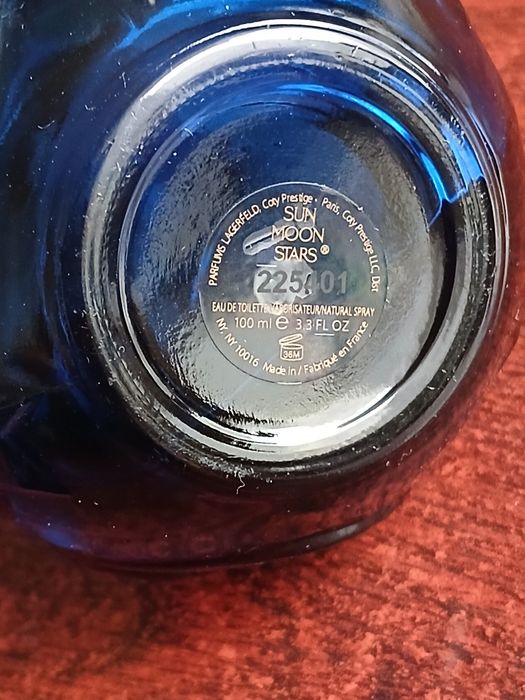 PARFUMS LAGERFELD, Coty Prestige · Paris, Coty Prestige LLC, Dist
SUN
MOON
STARS®
EAU DE TOILETTE VAPORISATEUR/NATURAL SPRAY
100 ml ℮ 3.3 FL OZ
36M
NY, NY 10016 Made in / Fabriqué en France